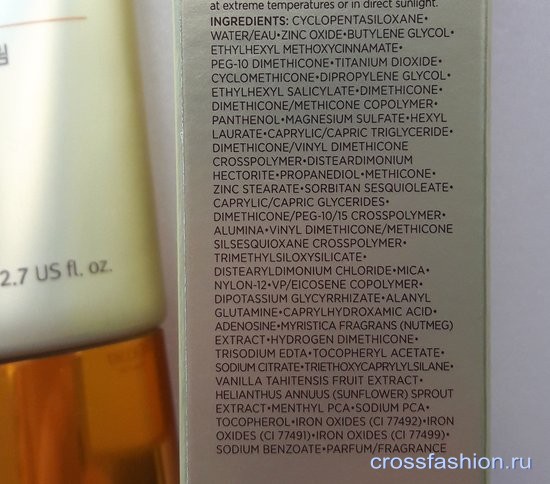 at extreme temperatures or in direct sunlight.
INGREDIENTS: CYCLOPENTASILOXANE•
WATER/EAU•ZINC OXIDE•BUTYLENE GLYCOL•
ETHYLHEXYL METHOXYCINNAMATE•
PEG-10 DIMETHICONE•TITANIUM DIOXIDE•
CYCLOMETHICONE•DIPROPYLENE GLYCOL•
ETHYLHEXYL SALICYLATE•DIMETHICONE•
DIMETHICONE/METHICONE COPOLYMER•
PANTHENOL•MAGNESIUM SULFATE•HEXYL
LAURATE•CAPRYLIC/CAPRIC TRIGLYCERIDE•
DIMETHICONE/VINYL DIMETHICONE
CROSSPOLYMER•DISTEARDIMONIUM
HECTORITE•PROPANEDIOL•METHICONE•
ZINC STEARATE•SORBITAN SESQUIOLEATE•
CAPRYLIC/CAPRIC GLYCERIDES•
DIMETHICONE/PEG-10/15 CROSSPOLYMER•
ALUMINA•VINYL DIMETHICONE/METHICONE
SILSESQUIOXANE CROSSPOLYMER•
TRIMETHYLSILOXYSILICATE•
DISTEARYLDIMONIUM CHLORIDE•MICA•
NYLON-12•VP/EICOSENE COPOLYMER•
DIPOTASSIUM GLYCYRRHIZATE•ALANYL
GLUTAMINE•CAPRYLHYDROXAMIC ACID•
ADENOSINE•MYRISTICA FRAGRANS (NUTMEG)
EXTRACT•HYDROGEN DIMETHICONE•
TRISODIUM EDTA•TOCOPHERYL ACETATE•
SODIUM CITRATE•TRIETHOXYCAPRYLYLSILANE•
VANILLA TAHITENSIS FRUIT EXTRACT•
HELIANTHUS ANNUUS (SUNFLOWER) SPROUT
EXTRACT•MENTHYL PCA•SODIUM PCA•
TOCOPHEROL•IRON OXIDES (CI 77492)•IRON
OXIDES (CI 77491)•IRON OXIDES (CI 77499)•
SODIUM BENZOATE•PARFUM/FRAGRANCE
2.7 US fl. oz.
crossfashion.ru